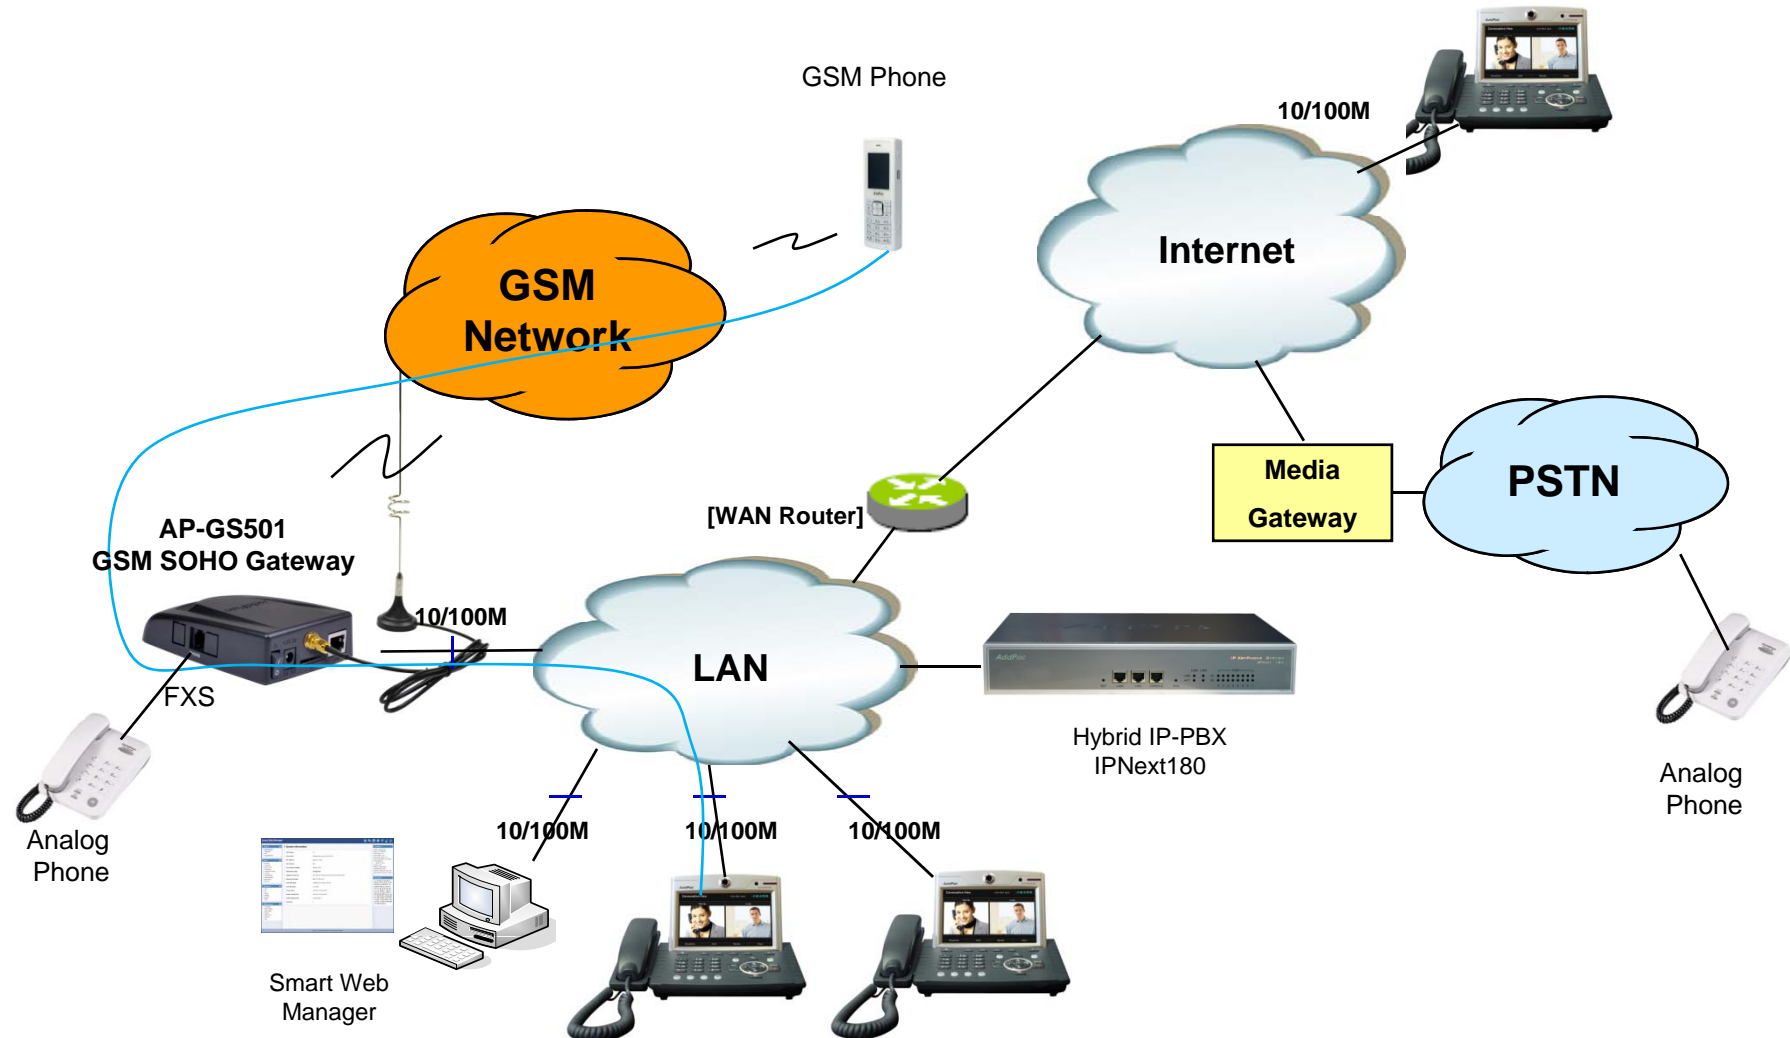 GSM Phone
10/100M
GSM
Network
Internet
Media
Gateway
PSTN
[WAN Router]
AP-GS501
GSM SOHO Gateway
10/100M
LAN
AddPac
FXS
Hybrid IP-PBX
IPNext180
Analog
Phone
Analog
Phone
10/100M
10/100M
10/100M
Smart Web
Manager